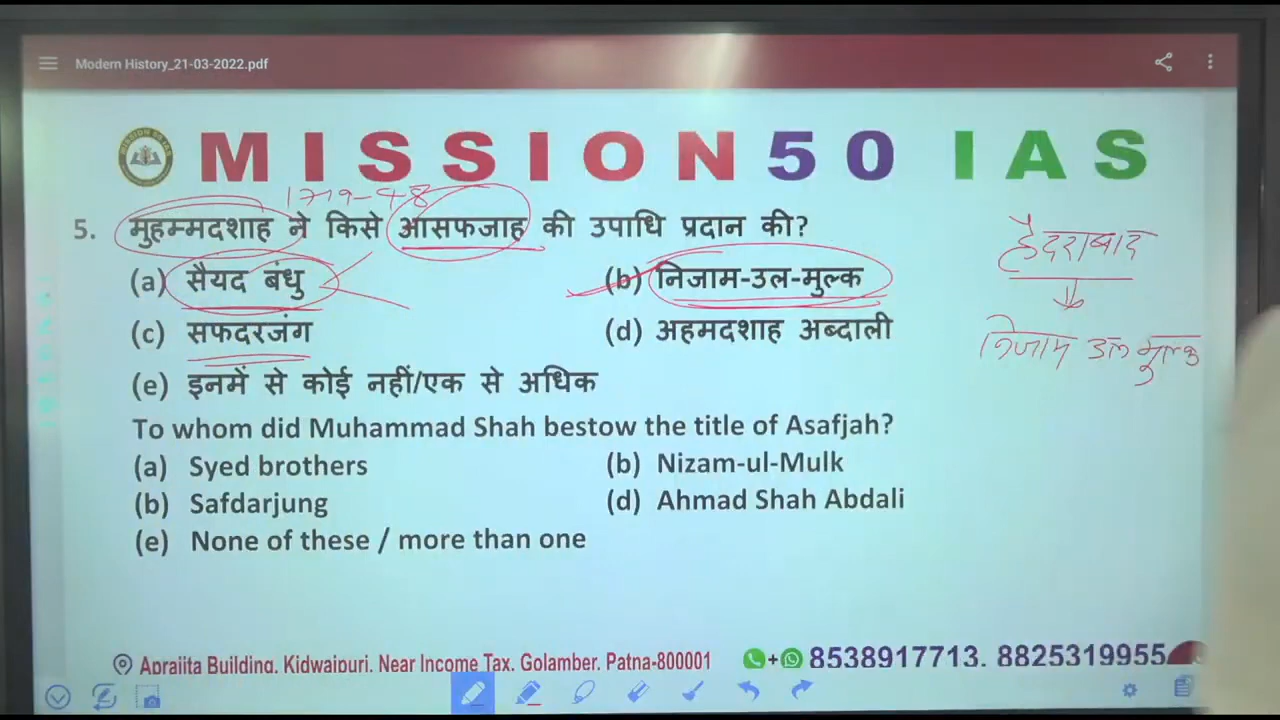 Modern History_21-03-2022.pdf
MISSION 50 IAS
1719-48
5. मुहम्मदशाह ने किसे आसफजाह की उपाधि प्रदान की?
(a) सैयद बंधु (b) निजाम-उल-मुल्क
(c) सफदरजंग (d) अहमदशाह अब्दाली
(e) इनमें से कोई नहीं/एक से अधिक
हैदराबाद
निजाम उल मुल्क
To whom did Muhammad Shah bestow the title of Asafjah?
(a) Syed brothers (b) Nizam-ul-Mulk
(b) Safdarjung (d) Ahmad Shah Abdali
(e) None of these / more than one
Aprajita Building, Kidwaipuri, Near Income Tax, Golamber, Patna-800001 + 8538917713, 8825319955